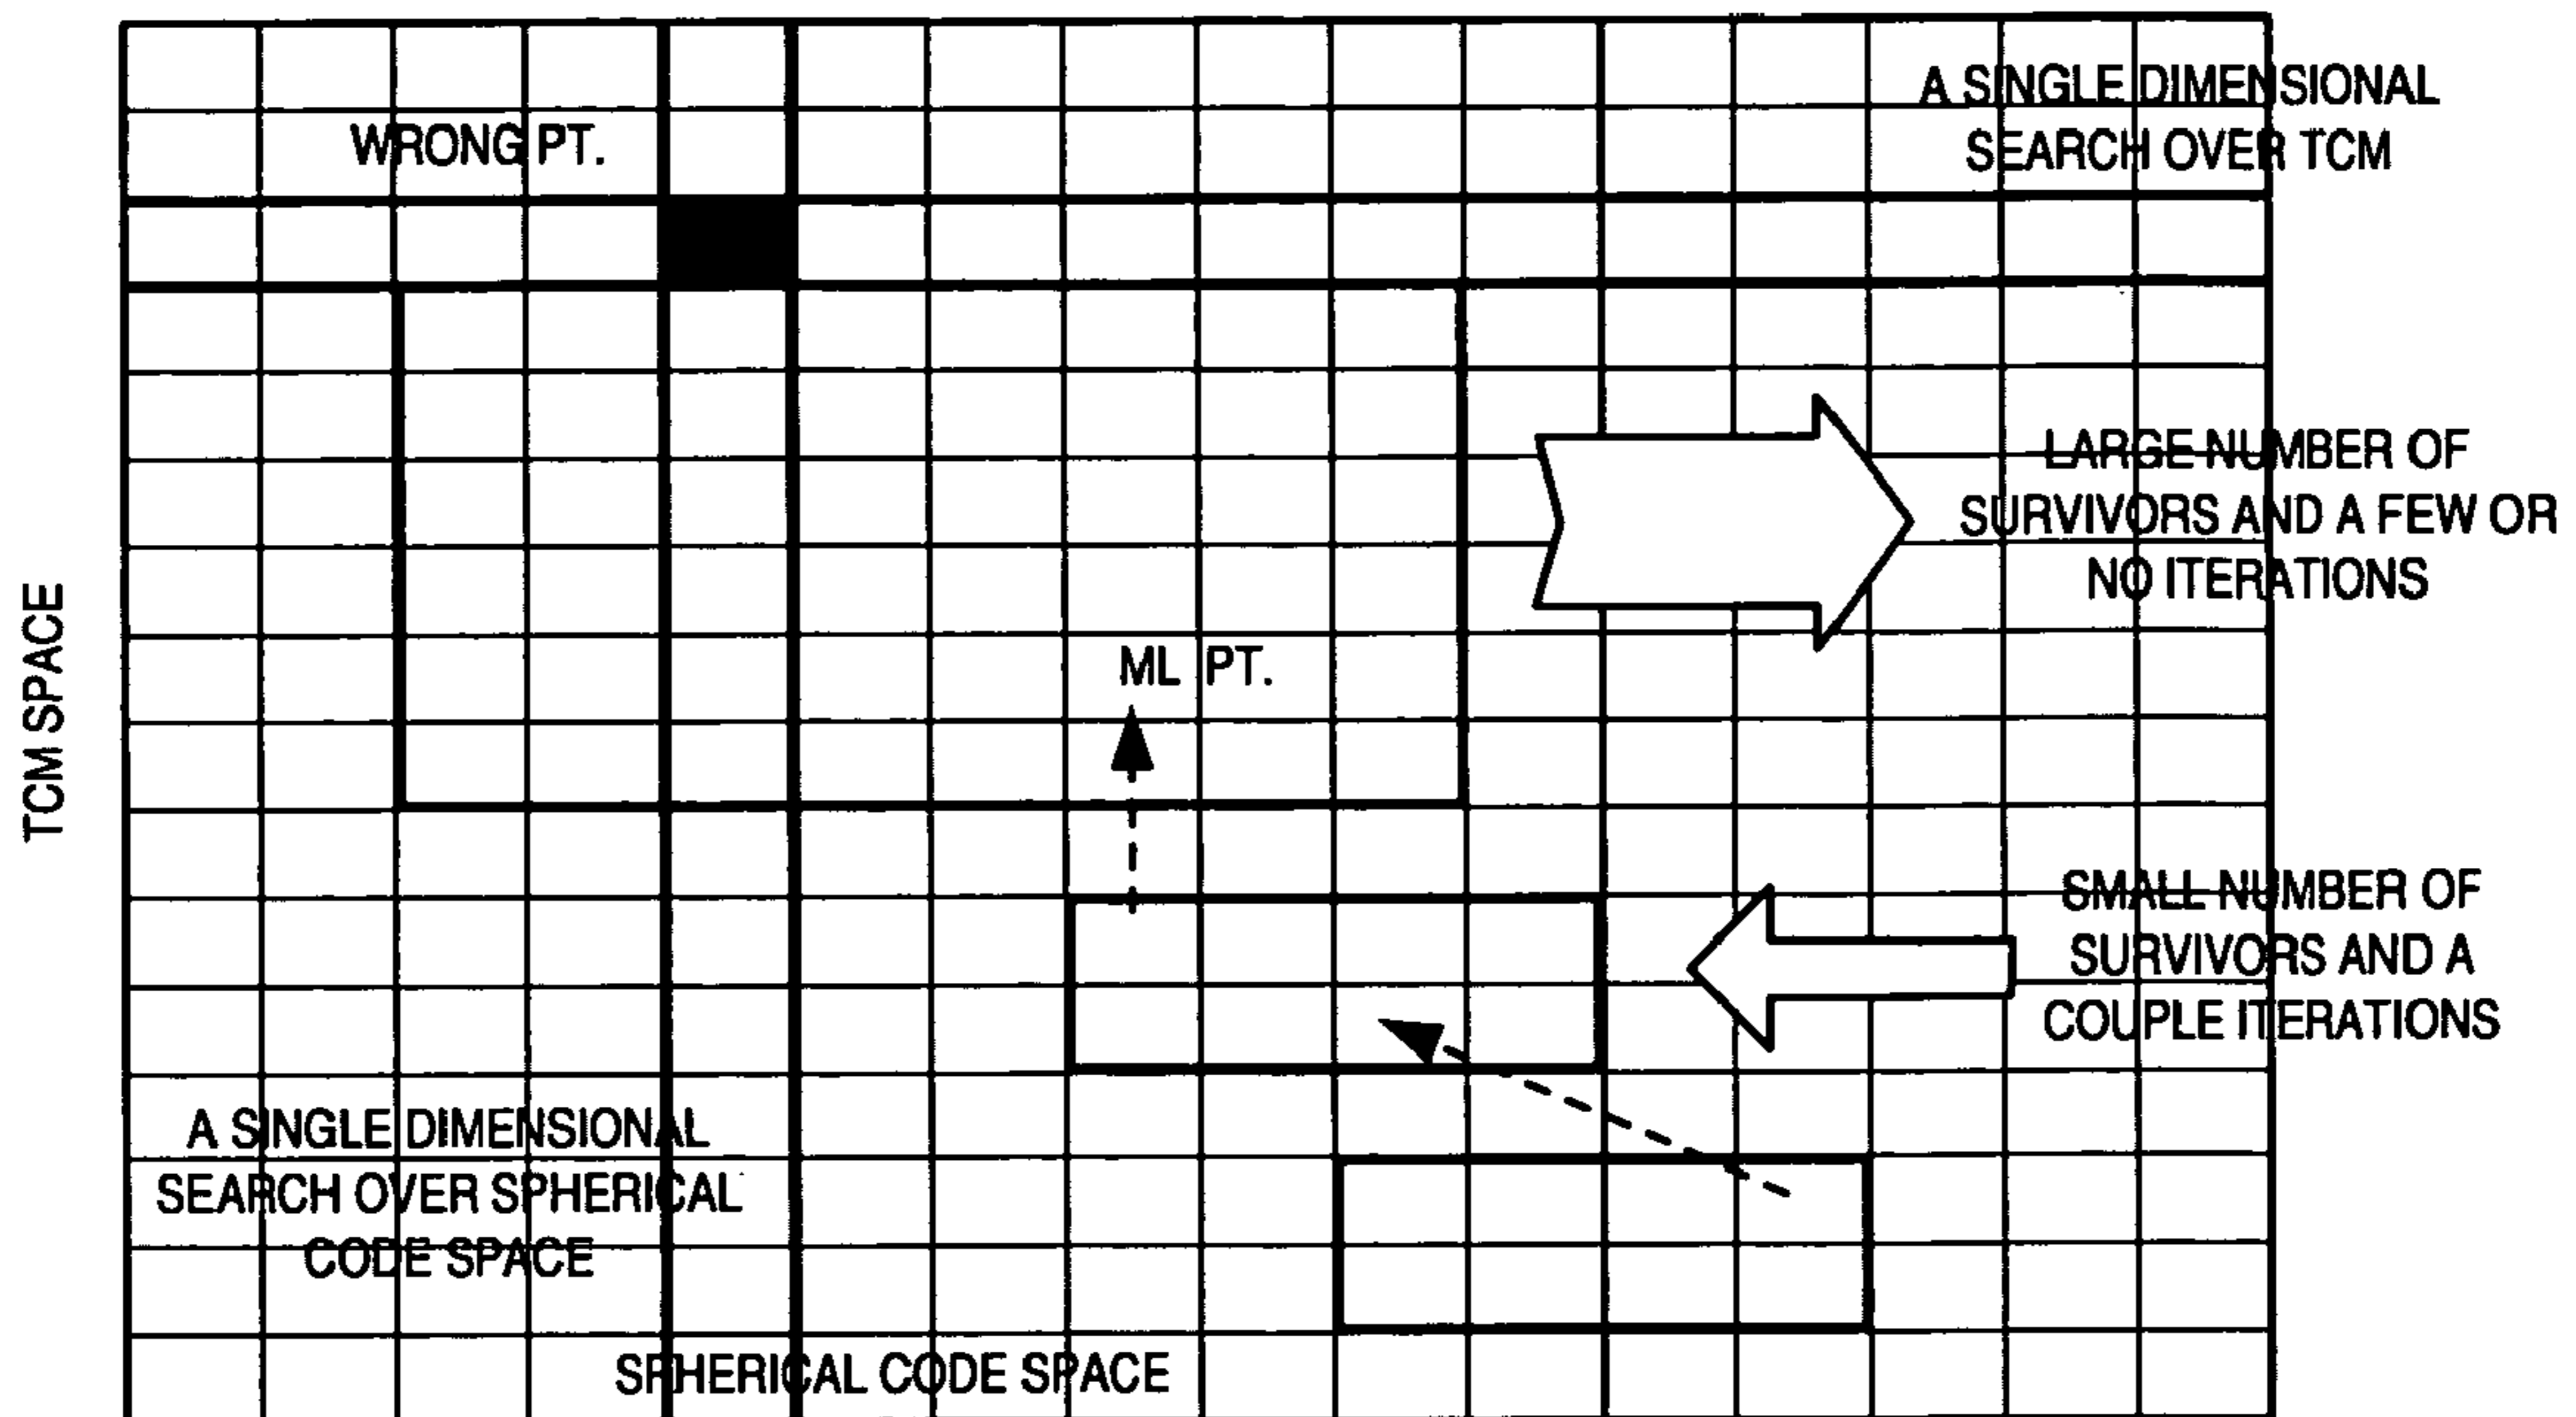 A SINGLE DIMENSIONAL
SEARCH OVER TCM
WRONG PT.
LARGE NUMBER OF
SURVIVORS AND A FEW OR
NO ITERATIONS
ML PT.
TCM SPACE
SMALL NUMBER OF
SURVIVORS AND A
COUPLE ITERATIONS
A SINGLE DIMENSIONAL
SEARCH OVER SPHERICAL
CODE SPACE
SPHERICAL CODE SPACE